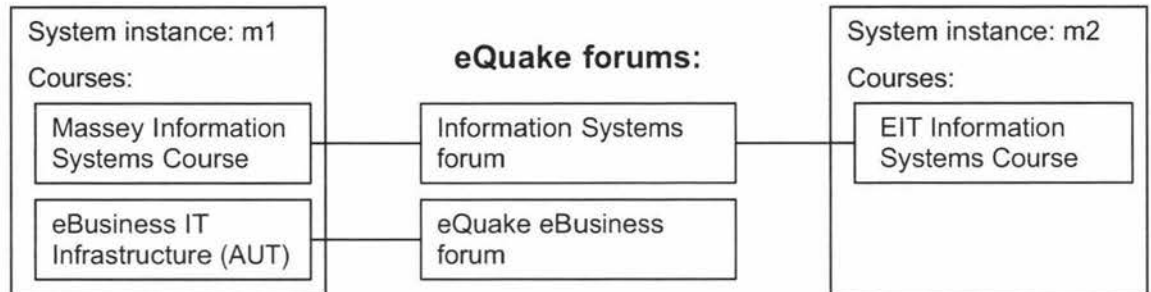 System instance: m1
Courses:
Massey Information
Systems Course
eBusiness IT
Infrastructure (AUT)
eQuake forums:
Information Systems
forum
eQuake eBusiness
forum
System instance: m2
Courses:
EIT Information
Systems Course